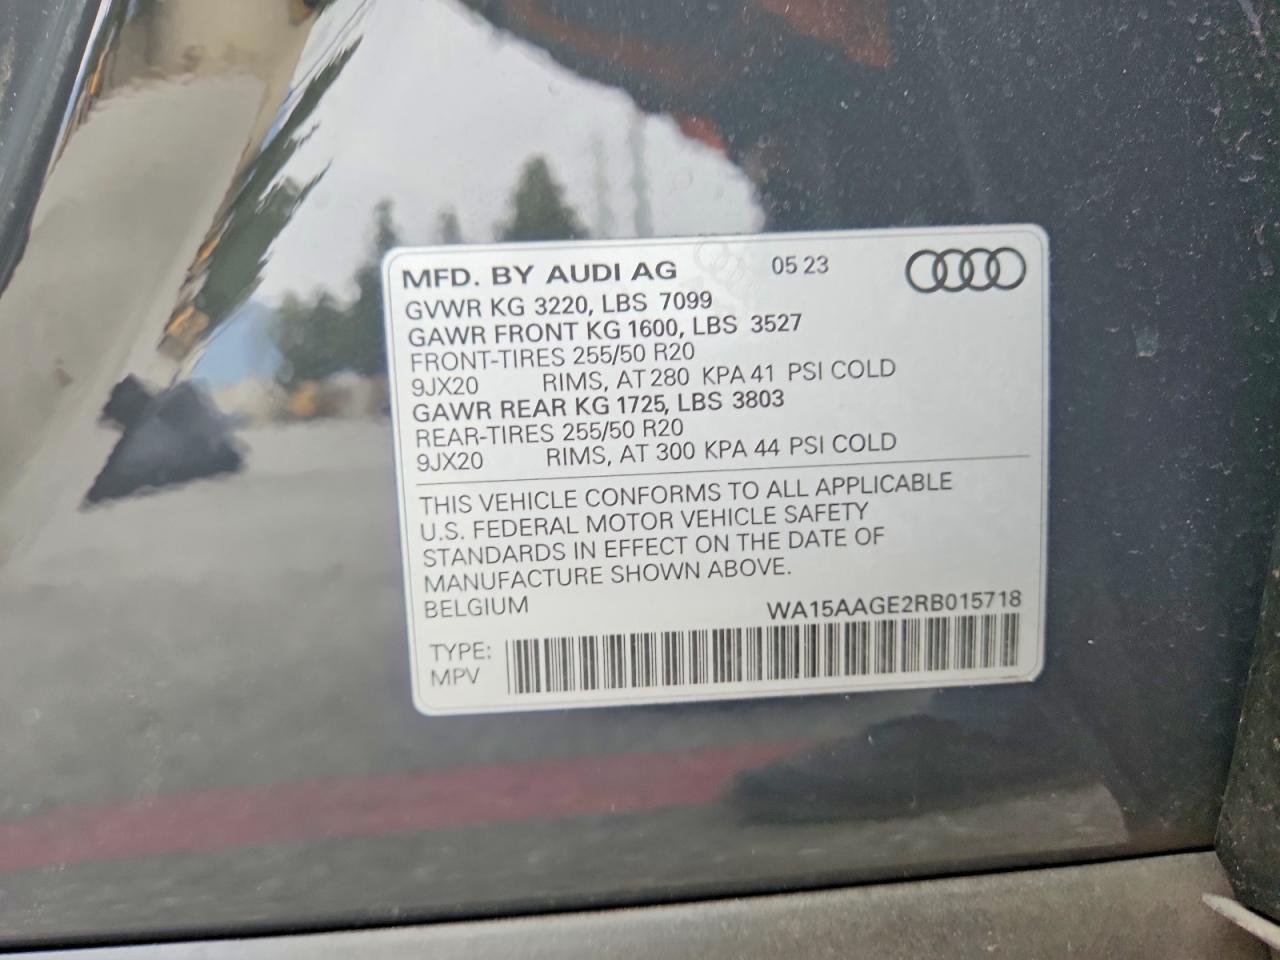 MFD. BY AUDI AG 05 23
GVWR KG 3220, LBS 7099
GAWR FRONT KG 1600, LBS 3527
FRONT-TIRES 255/50 R20
9JX20 RIMS, AT 280 KPA 41 PSI COLD
GAWR REAR KG 1725, LBS 3803
REAR-TIRES 255/50 R20
9JX20 RIMS, AT 300 KPA 44 PSI COLD
THIS VEHICLE CONFORMS TO ALL APPLICABLE
U.S. FEDERAL MOTOR VEHICLE SAFETY
STANDARDS IN EFFECT ON THE DATE OF
MANUFACTURE SHOWN ABOVE.
BELGIUM WA15AAGE2RB015718
TYPE:
MPV